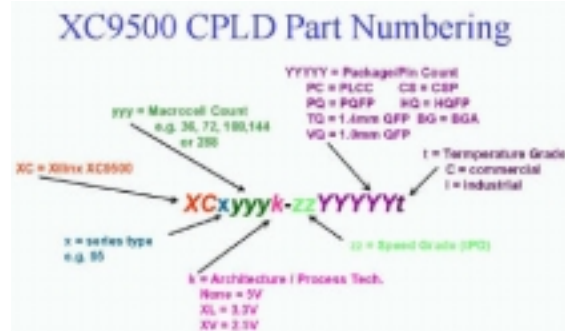 XC9500 CPLD Part Numbering
YYYYY = Package/Pin Count
PC = PLCC CS = CSP
PQ = PQFP HQ = HQFP
TQ = 1.4mm QFP BG = BGA
VQ = 1.0mm QFP
yyy = Macrocell Count
e.g. 36, 72, 108,144
or 288
t = Termperature Grade
C = commercial
I = Industrial
XC = Xilinx XC9500
XCxyyyk-zzYYYYYt
x = series type
e.g. 95
zz = Speed Grade (tPD)
k = Architecture / Process Tech.
None = 5V
XL = 3.3V
XV = 2.5V